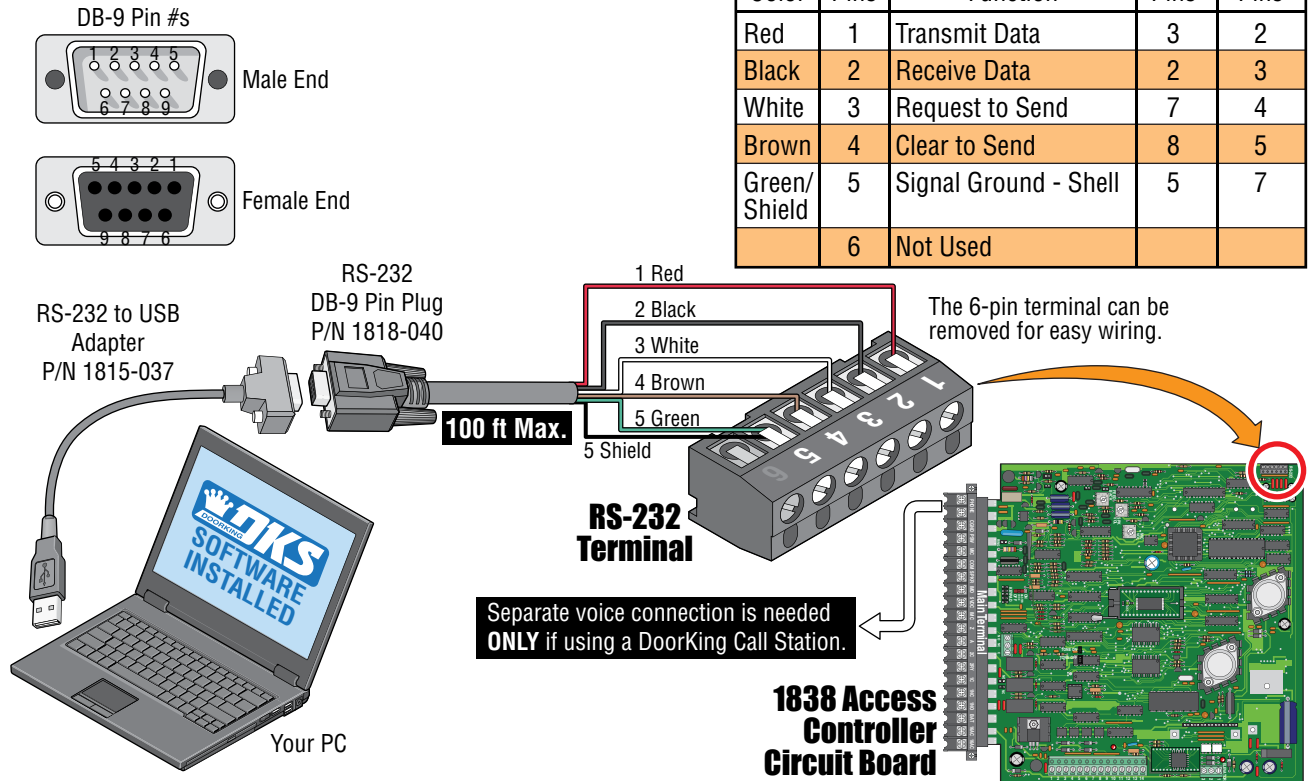 DB-9 Pin #s
1 2 3 4 5
6 7 8 9
Male End
5 4 3 2 1
9 8 7 6
Female End
Color Pins Function Pins Pins
Red 1 Transmit Data 3 2
Black 2 Receive Data 2 3
White 3 Request to Send 7 4
Brown 4 Clear to Send 8 5
Green/ 5 Signal Ground - Shell 5 7
Shield
6 Not Used
RS-232 to USB
Adapter
P/N 1815-037
RS-232
DB-9 Pin Plug
P/N 1818-040
100 ft Max.
1 Red
2 Black
3 White
4 Brown
5 Green
5 Shield
1 2 3 4 5 6
The 6-pin terminal can be
removed for easy wiring.
RS-232
Terminal
DOORKING
DKS
SOFTWARE
INSTALLED
Your PC
Separate voice connection is needed
ONLY if using a DoorKing Call Station.
Main Terminal
1838 Access
Controller
Circuit Board